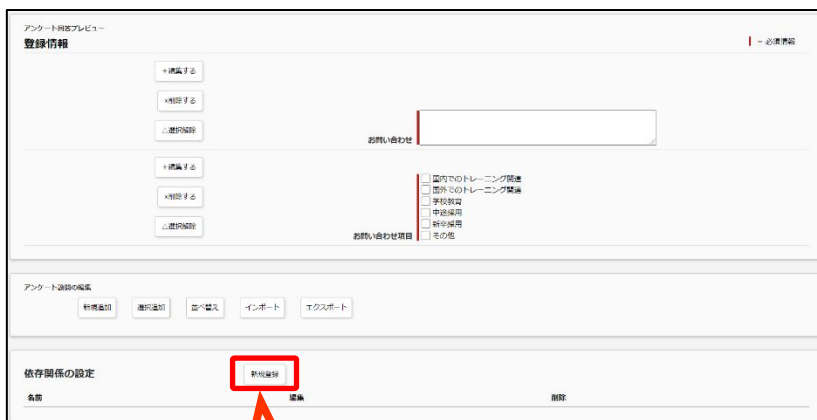 アンケート回答プレビュー
登録情報
= 必須情報
+編集する
×削除する
△選択解除
お問い合わせ
+編集する
×削除する
△選択解除
国内でのトレーニング関連
国外でのトレーニング関連
学校教育
中途採用
新卒採用
お問い合わせ項目 その他
アンケート設問の編集
新規追加 選択追加 並べ替え インポート エクスポート
依存関係の設定 新規登録
名前 編集 削除